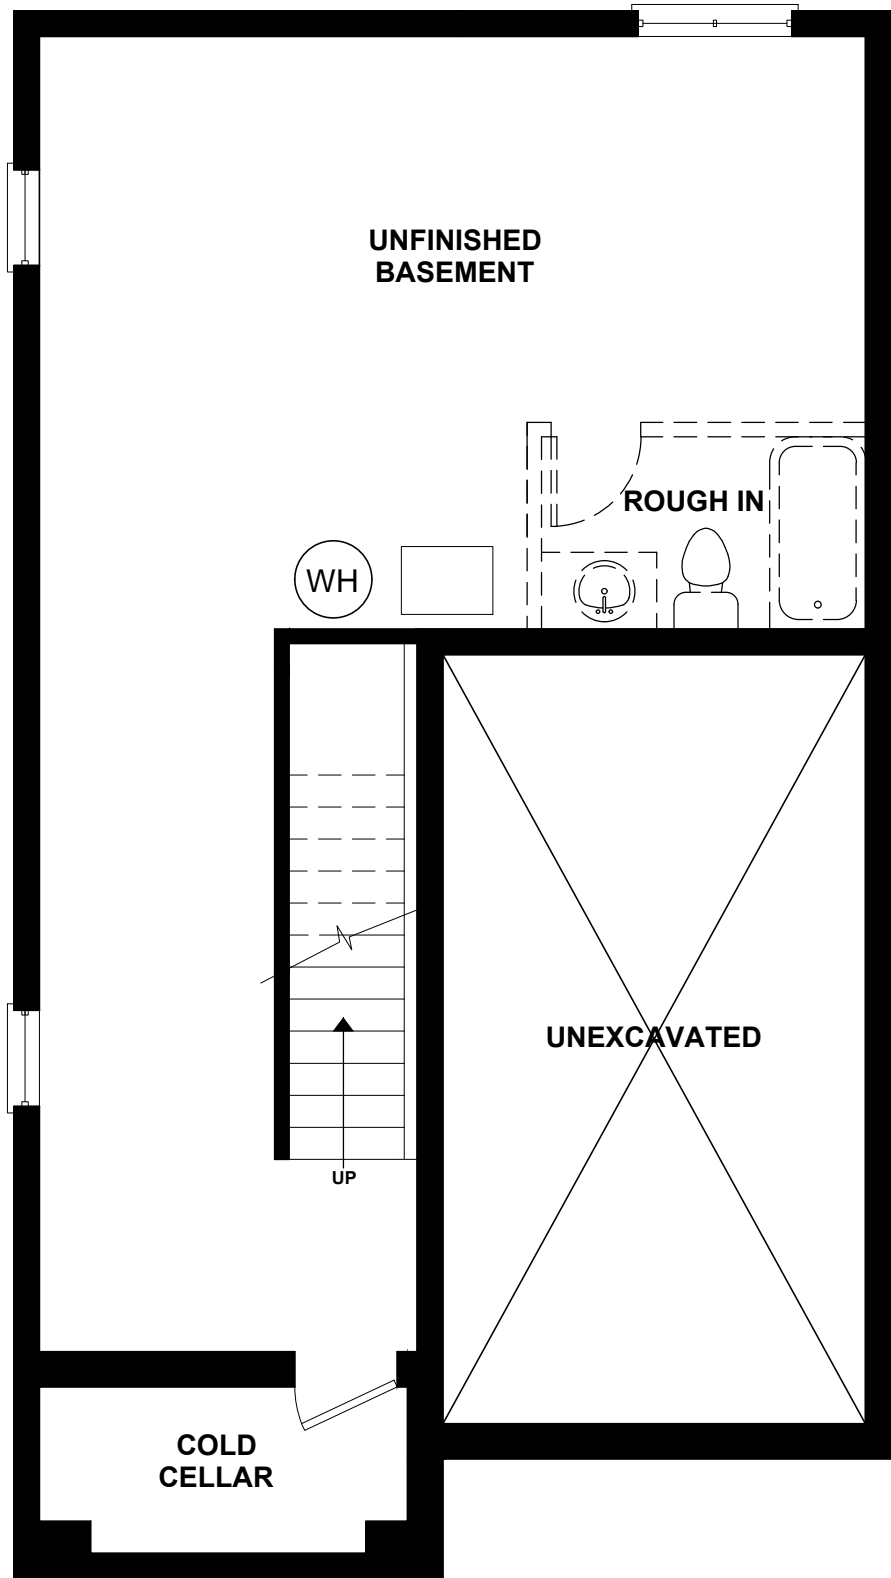 UNFINISHED
BASEMENT
ROUGH IN
WH
UNEXCAVATED
UP
COLD
CELLAR